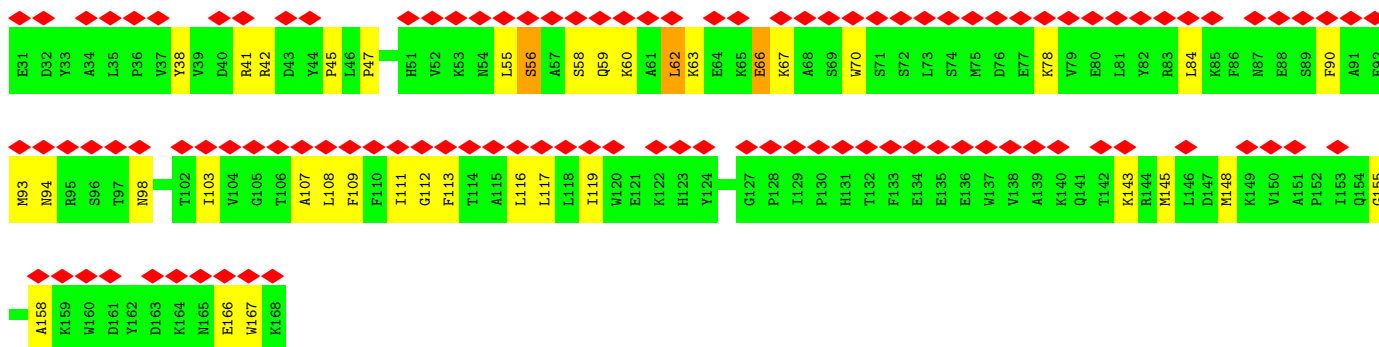 E31 D32 Y33 A34 L35 P36 V37 Y38 V39 D40 R41 R42 D43 Y44 P45 L46 P47 H51 V52 K53 N54 L55 S56 A57 S58 Q59 K60 A61 L62 K63 E64 K65 E66 K67 A68 S69 W70 S71 S72 L73 S74 M75 D76 E77 K78 V79 E80 L81 Y82 R83 L84 K85 F86 N87 E88 S89 F90 A91 E92
M93 N94 R95 S96 T97 N98 T102 I103 V104 G105 T106 A107 L108 F109 F110 I111 G112 F113 T114 A115 L116 L117 L118 I119 W120 E121 K122 H123 Y124 G127 P128 I129 P130 H131 T132 F133 E134 E135 E136 W137 V138 A139 K140 Q141 T142 K143 R144 M145 L146 D147 M148 K149 V150 A151 P152 I153 Q154 G155
A158 K159 W160 D161 Y162 D163 K164 N165 E166 W167 K168